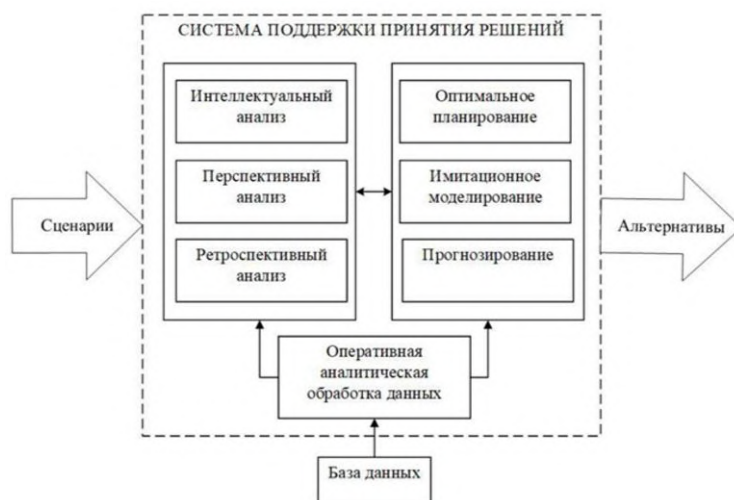 СИСТЕМА ПОДДЕРЖКИ ПРИНЯТИЯ РЕШЕНИЙ
Интеллектуальный
анализ
Перспективный
анализ
Ретроспективный
анализ
Оптимальное
планирование
Имитационное
моделирование
Прогнозирование
Сценарии
Альтернативы
Оперативная
аналитическая
обработка данных
База данных